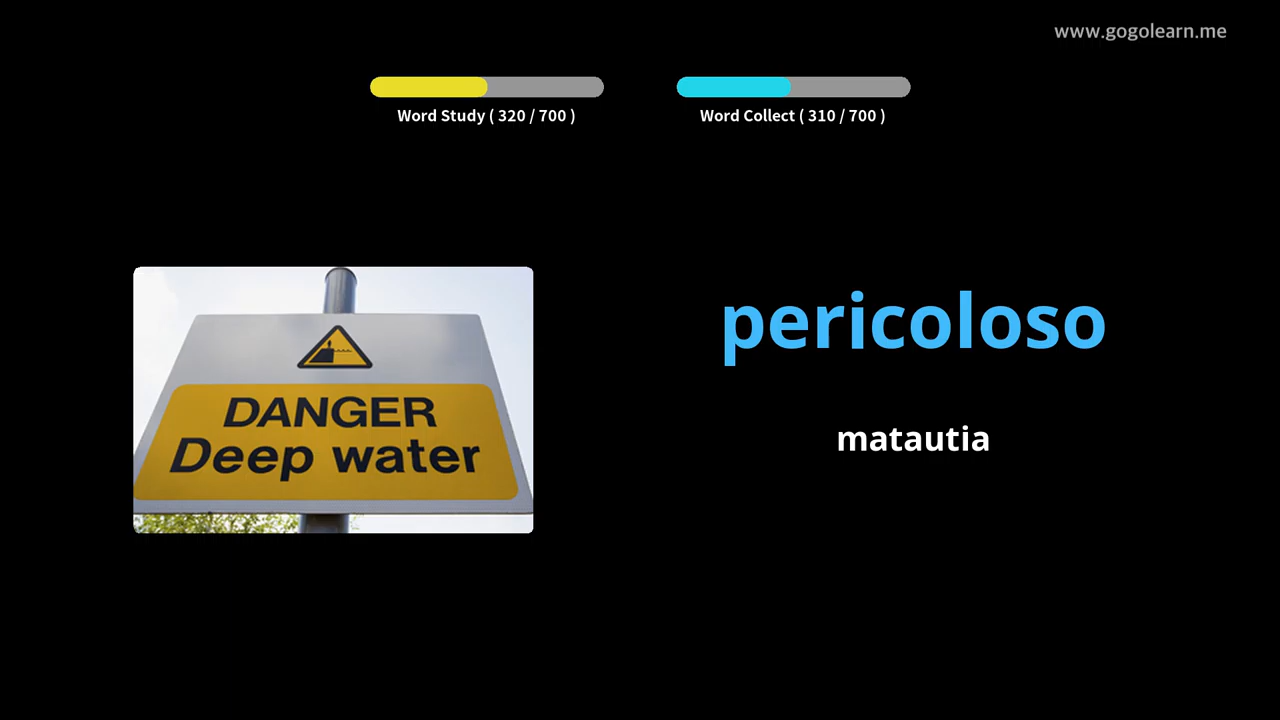 www.gogolearn.me
Word Study ( 320 / 700 )
Word Collect ( 310 / 700 )
DANGER
Deep water
pericoloso
matautia